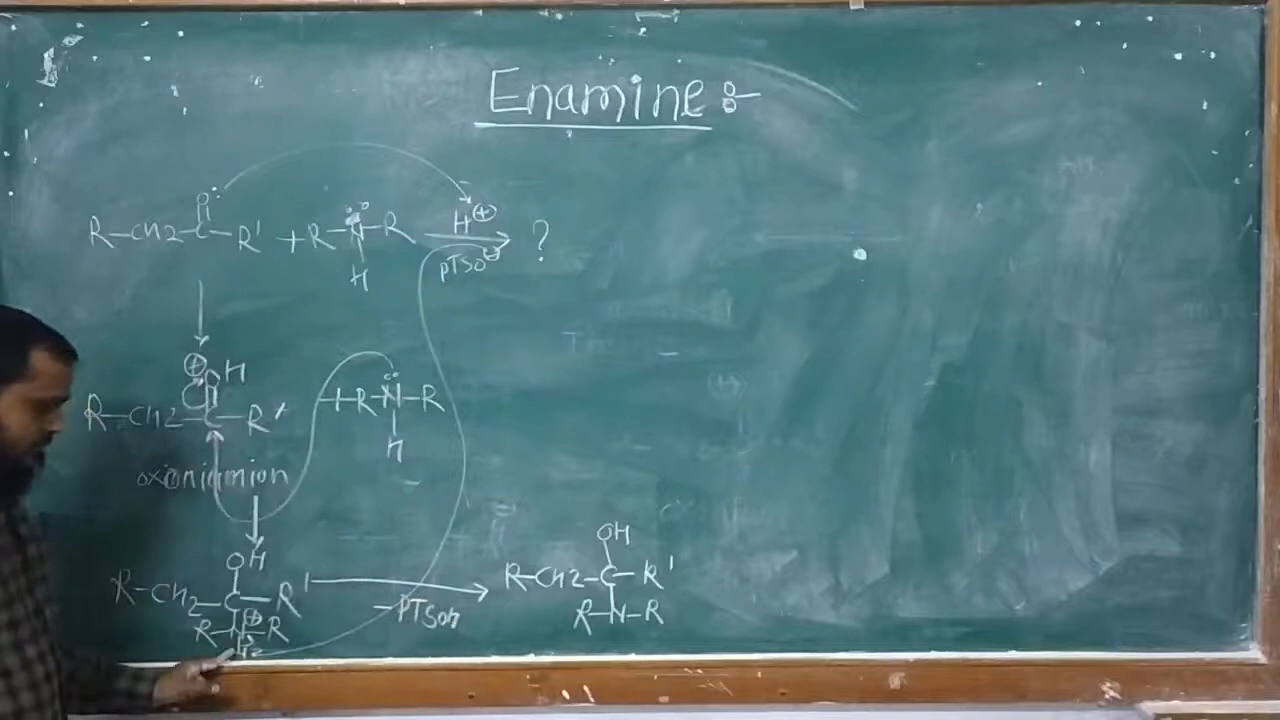 Enamine :-
O
R-CH2-C-R' + R-N-R H⊕ ?
H
pTSO⊖
⊕
OH
R-CH2-C-R' + R-N-R
H
oxonium ion
OH
R-CH2-C-R'
R-N-R
⊕
H
-PTSOH
OH
R-CH2-C-R'
R-N-R